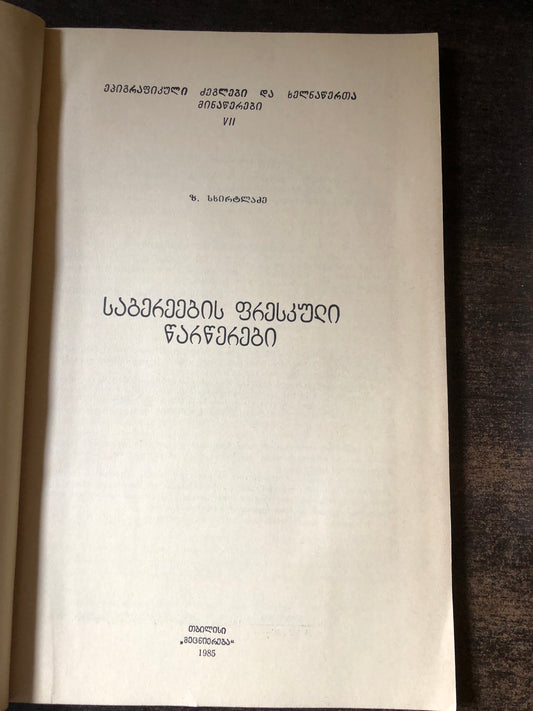 ეპიგრაფიკული ძეგლები და ხელნაწერთა
მინაწერები
VII
ზ. სხირტლაძე
საბერეების ფრესკული
წარწერები
თბილისი
„მეცნიერება“
1985